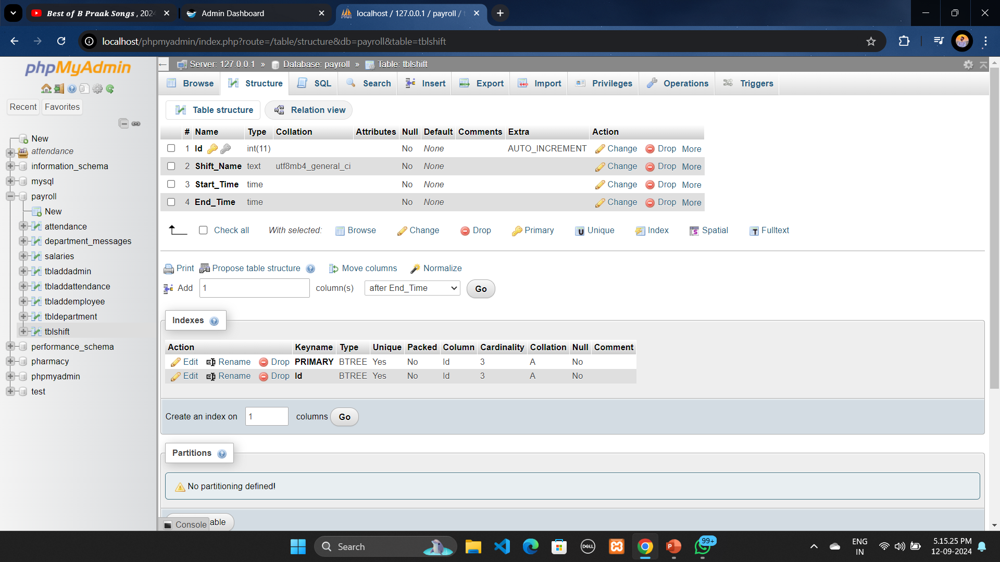 Best of B Praak Songs , 2024
Admin Dashboard
localhost / 127.0.0.1 / payroll /
localhost/phpmyadmin/index.php?route=/table/structure&db=payroll&table=tblshift
phpMyAdmin
Recent Favorites
New
attendance
information_schema
mysql
payroll
New
attendance
department_messages
salaries
tbladdadmin
tbladdattendance
tbladdemployee
tbldepartment
tblshift
performance_schema
pharmacy
phpmyadmin
test
Server: 127.0.0.1 » Database: payroll » Table: tblshift
Browse Structure SQL Search Insert Export Import Privileges Operations Triggers
Table structure Relation view
# Name Type Collation Attributes Null Default Comments Extra Action
1 Id int(11) No None AUTO_INCREMENT Change Drop More
2 Shift_Name text utf8mb4_general_ci No None Change Drop More
3 Start_Time time No None Change Drop More
4 End_Time time No None Change Drop More
Check all With selected: Browse Change Drop Primary Unique Index Spatial Fulltext
Print Propose table structure Move columns Normalize
Add 1 column(s) after End_Time Go
Indexes
Action Keyname Type Unique Packed Column Cardinality Collation Null Comment
Edit Rename Drop PRIMARY BTREE Yes No Id 3 A No
Edit Rename Drop Id BTREE Yes No Id 3 A No
Create an index on 1 columns Go
Partitions
No partitioning defined!
Console able
Search
DELL
99+
ENG
IN
5.15.25 PM
12-09-2024